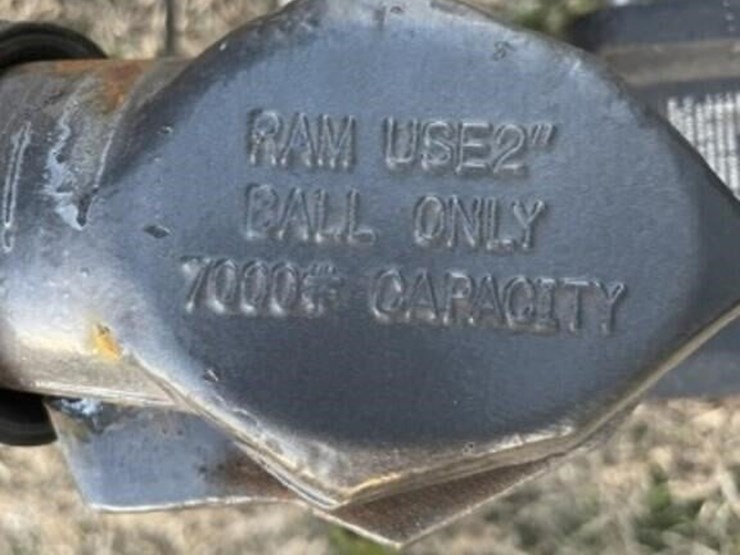 RAM USE2"
BALL ONLY
7000# CAPACITY